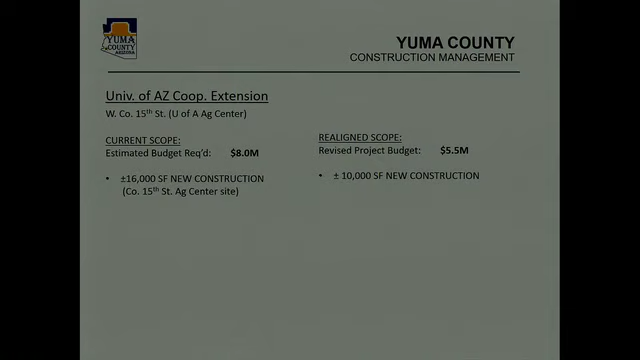 YUMA
COUNTY
ARIZONA
YUMA COUNTY
CONSTRUCTION MANAGEMENT
Univ. of AZ Coop. Extension
W. Co. 15th St. (U of A Ag Center)
CURRENT SCOPE:
Estimated Budget Req'd: $8.0M
• ±16,000 SF NEW CONSTRUCTION
(Co. 15th St. Ag Center site)
REALIGNED SCOPE:
Revised Project Budget: $5.5M
• ± 10,000 SF NEW CONSTRUCTION